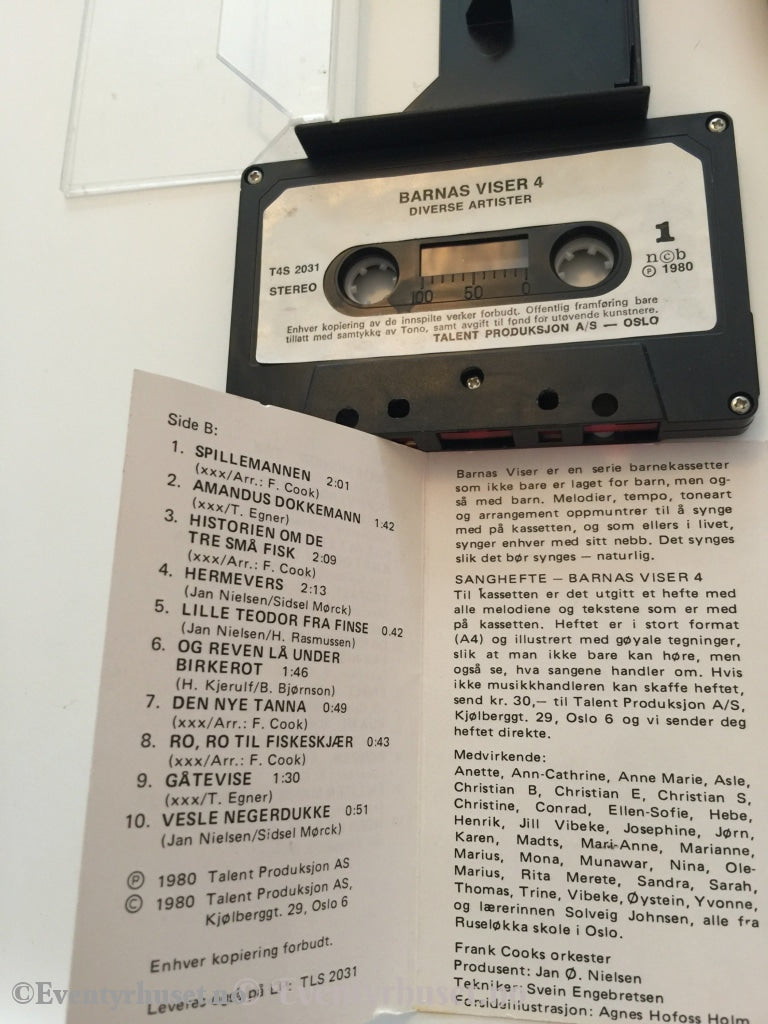 BARNAS VISER 4
DIVERSE ARTISTER
1
T4S 2031
STEREO
n©b
Ⓟ 1980
100 50 0
Enhver kopiering av de innspilte verker forbudt. Offentlig framføring bare
tillatt med samtykke av Tono, samt avgift til fond for utøvende kunstnere.
TALENT PRODUKSJON A/S — OSLO
Side B:
1. SPILLEMANNEN 2:01
(xxx/Arr.: F. Cook)
2. AMANDUS DOKKEMANN 1:42
(xxx/T. Egner)
3. HISTORIEN OM DE
TRE SMÅ FISK 2:09
(xxx/Arr.: F. Cook)
4. HERMEVERS 2:13
(Jan Nielsen/Sidsel Mørck)
5. LILLE TEODOR FRA FINSE 0.42
(Jan Nielsen/H. Rasmussen)
6. OG REVEN LÅ UNDER
BIRKEROT 1:46
(H. Kjerulf/B. Bjørnson)
7. DEN NYE TANNA 0:49
(xxx/Arr.: F. Cook)
8. RO, RO TIL FISKESKJÆR 0:43
(xxx/Arr.: F. Cook)
9. GÅTEVISE 1:30
(xxx/T. Egner)
10. VESLE NEGERDUKKE 0:51
(Jan Nielsen/Sidsel Mørck)
Ⓟ 1980 Talent Produksjon AS
© 1980 Talent Produksjon AS,
Kjølberggt. 29, Oslo 6
Enhver kopiering forbudt.
Leveres også på LP: TLS 2031
Barnas Viser er en serie barnekassetter
som ikke bare er laget for barn, men og-
så med barn. Melodier, tempo, toneart
og arrangement oppmuntrer til å synge
med på kassetten, og som ellers i livet,
synger enhver med sitt nebb. Det synges
slik det bør synges — naturlig.
SANGHEFTE — BARNAS VISER 4
Til kassetten er det utgitt et hefte med
alle melodiene og tekstene som er med
på kassetten. Heftet er i stort format
(A4) og illustrert med gøyale tegninger,
slik at man ikke bare kan høre, men
også se, hva sangene handler om. Hvis
ikke musikkhandleren kan skaffe heftet,
send kr. 30,— til Talent Produksjon A/S,
Kjølberggt. 29, Oslo 6 og vi sender deg
heftet direkte.
Medvirkende:
Anette, Ann-Cathrine, Anne Marie, Asle,
Christian B, Christian E, Christian S,
Christine, Conrad, Ellen-Sofie, Hebe,
Henrik, Jill Vibeke, Josephine, Jørn,
Karen, Madts, Mari-Anne, Marianne,
Marius, Mona, Munawar, Nina, Ole-
Marius, Rita Merete, Sandra, Sarah,
Thomas, Trine, Vibeke, Øystein, Yvonne,
og lærerinnen Solveig Johnsen, alle fra
Ruseløkka skole i Oslo.
Frank Cooks orkester
Produsent: Jan Ø. Nielsen
Tekniker: Svein Engebretsen
Forsideillustrasjon: Agnes Hofoss Holm
©Eventyrhuset.no © Eventyrhuset.no